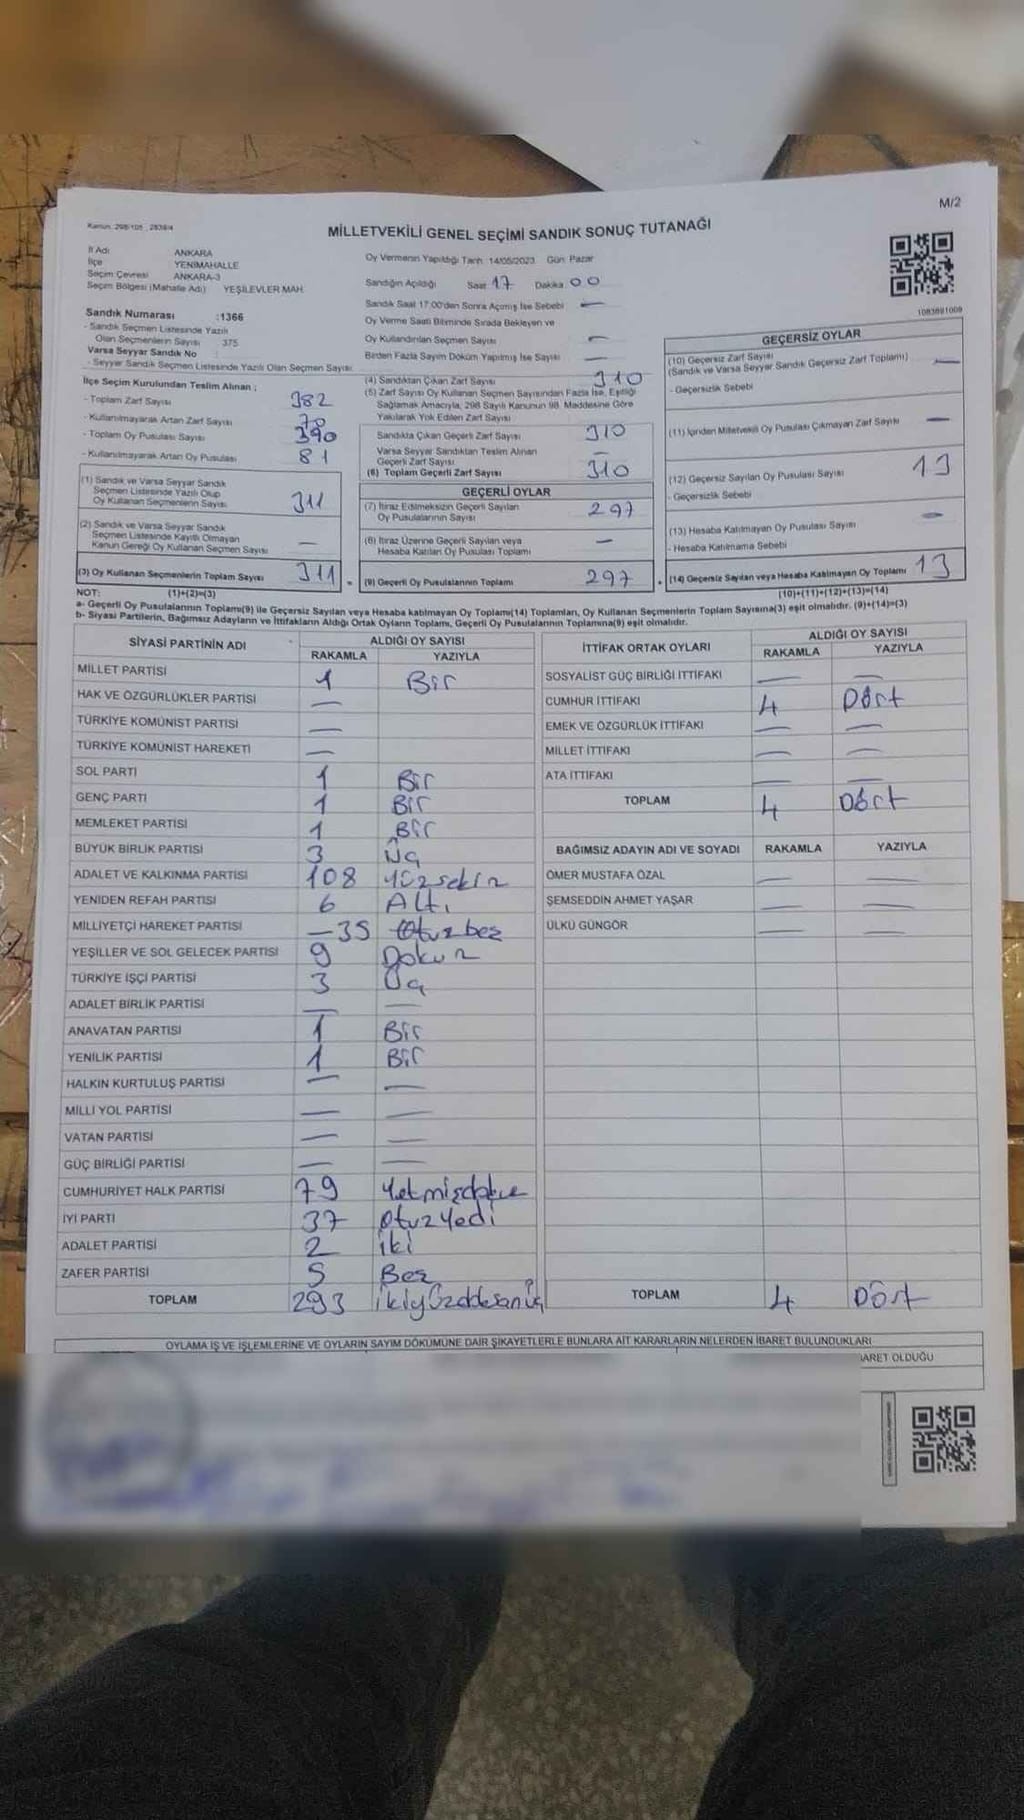 M/2
Kanun: 298/105 , 2839/4
MİLLETVEKİLİ GENEL SEÇİMİ SANDIK SONUÇ TUTANAĞI
İl Adı ANKARA
İlçe YENİMAHALLE
Seçim Çevresi ANKARA-3
Seçim Bölgesi (Mahalle Adı) YEŞİLEVLER MAH.
Sandık Numarası :1366
- Sandık Seçmen Listesinde Yazılı
Olan Seçmenlerin Sayısı 375
Varsa Seyyar Sandık No :
- Seyyar Sandık Seçmen Listesinde Yazılı Olan Seçmen Sayısı:
İlçe Seçim Kurulundan Teslim Alınan ;
- Toplam Zarf Sayısı 382
- Kullanılmayarak Artan Zarf Sayısı
- Toplam Oy Pusulası Sayısı 390
- Kullanılmayarak Artan Oy Pusulası 81
(1) Sandık ve Varsa Seyyar Sandık
Seçmen Listesinde Yazılı Olup
Oy Kullanan Seçmenlerin Sayısı 311
(2) Sandık ve Varsa Seyyar Sandık
Seçmen Listesinde Kayıtlı Olmayan
Kanun Gereği Oy Kullanan Seçmen Sayısı —
(3) Oy Kullanan Seçmenlerin Toplam Sayısı 311 =
Oy Vermenin Yapıldığı Tarih: 14/05/2023 Gün: Pazar
Sandığın Açıldığı Saat 17 Dakika 00
Sandık Saat 17:00'den Sonra Açılmış İse Sebebi —
Oy Verme Saati Bitiminde Sırada Bekleyen ve
Oy Kullandırılan Seçmen Sayısı —
Birden Fazla Sayım Döküm Yapılmış İse Sayısı —
(4) Sandıktan Çıkan Zarf Sayısı 310
(5) Zarf Sayısı Oy Kullanan Seçmen Sayısından Fazla İse, Eşitliği
Sağlamak Amacıyla, 298 Sayılı Kanunun 98. Maddesine Göre
Yakılarak Yok Edilen Zarf Sayısı
Sandıkta Çıkan Geçerli Zarf Sayısı 310
Varsa Seyyar Sandıktan Teslim Alınan
Geçerli Zarf Sayısı —
(6) Toplam Geçerli Zarf Sayısı 310
GEÇERLİ OYLAR
(7) İtiraz Edilmeksizin Geçerli Sayılan
Oy Pusulalarının Sayısı 297
(8) İtiraz Üzerine Geçerli Sayılan veya
Hesaba Katılan Oy Pusulası Toplamı —
(9) Geçerli Oy Pusulalarının Toplamı 297
1083691009
GEÇERSİZ OYLAR
(10) Geçersiz Zarf Sayısı
(Sandık ve Varsa Seyyar Sandık Geçersiz Zarf Toplamı) —
- Geçersizlik Sebebi
(11) İçinden Milletvekili Oy Pusulası Çıkmayan Zarf Sayısı —
(12) Geçersiz Sayılan Oy Pusulası Sayısı 13
- Geçersizlik Sebebi
(13) Hesaba Katılmayan Oy Pusulası Sayısı —
- Hesaba Katılmama Sebebi
(14) Geçersiz Sayılan veya Hesaba Katılmayan Oy Toplamı 13
NOT: (1)+(2)=(3) (10)+(11)+(12)+(13)=(14)
a- Geçerli Oy Pusulalarının Toplamı(9) ile Geçersiz Sayılan veya Hesaba katılmayan Oy Toplamı(14) Toplamları, Oy Kullanan Seçmenlerin Toplam Sayısına(3) eşit olmalıdır. (9)+(14)=(3)
b- Siyasi Partilerin, Bağımsız Adayların ve İttifakların Aldığı Ortak Oyların Toplamı, Geçerli Oy Pusulalarının Toplamına(9) eşit olmalıdır.
SİYASİ PARTİNİN ADI ALDIĞI OY SAYISI
RAKAMLA YAZIYLA
MİLLET PARTİSİ 1 Bir
HAK VE ÖZGÜRLÜKLER PARTİSİ —
TÜRKİYE KOMÜNİST PARTİSİ —
TÜRKİYE KOMÜNİST HAREKETİ —
SOL PARTİ 1 Bir
GENÇ PARTİ 1 Bir
MEMLEKET PARTİSİ 1 Bir
BÜYÜK BİRLİK PARTİSİ 3 Üç
ADALET VE KALKINMA PARTİSİ 108 Yüzsekiz
YENİDEN REFAH PARTİSİ 6 Altı
MİLLİYETÇİ HAREKET PARTİSİ —35 Otuzbeş
YEŞİLLER VE SOL GELECEK PARTİSİ 9 Dokuz
TÜRKİYE İŞÇİ PARTİSİ 3 Üç
ADALET BİRLİK PARTİSİ — —
ANAVATAN PARTİSİ 1 Bir
YENİLİK PARTİSİ 1 Bir
HALKIN KURTULUŞ PARTİSİ — —
MİLLİ YOL PARTİSİ — —
VATAN PARTİSİ — —
GÜÇ BİRLİĞİ PARTİSİ — —
CUMHURİYET HALK PARTİSİ 79 Yetmişdokuz
İYİ PARTİ 37 Otuzyedi
ADALET PARTİSİ 2 İki
ZAFER PARTİSİ 5 Beş
TOPLAM 293 İkiyüzdoksanüç
İTTİFAK ORTAK OYLARI ALDIĞI OY SAYISI
RAKAMLA YAZIYLA
SOSYALİST GÜÇ BİRLİĞİ İTTİFAKI — —
CUMHUR İTTİFAKI 4 Dört
EMEK VE ÖZGÜRLÜK İTTİFAKI — —
MİLLET İTTİFAKI — —
ATA İTTİFAKI — —
TOPLAM 4 Dört
BAĞIMSIZ ADAYIN ADI VE SOYADI RAKAMLA YAZIYLA
ÖMER MUSTAFA ÖZAL — —
ŞEMSEDDİN AHMET YAŞAR — —
ÜLKÜ GÜNGÖR — —
TOPLAM 4 Dört
OYLAMA İŞ VE İŞLEMLERİNE VE OYLARIN SAYIM DÖKÜMÜNE DAİR ŞİKAYETLERLE BUNLARA AİT KARARLARIN NELERDEN İBARET BULUNDUKLARI
İBARET OLDUĞU